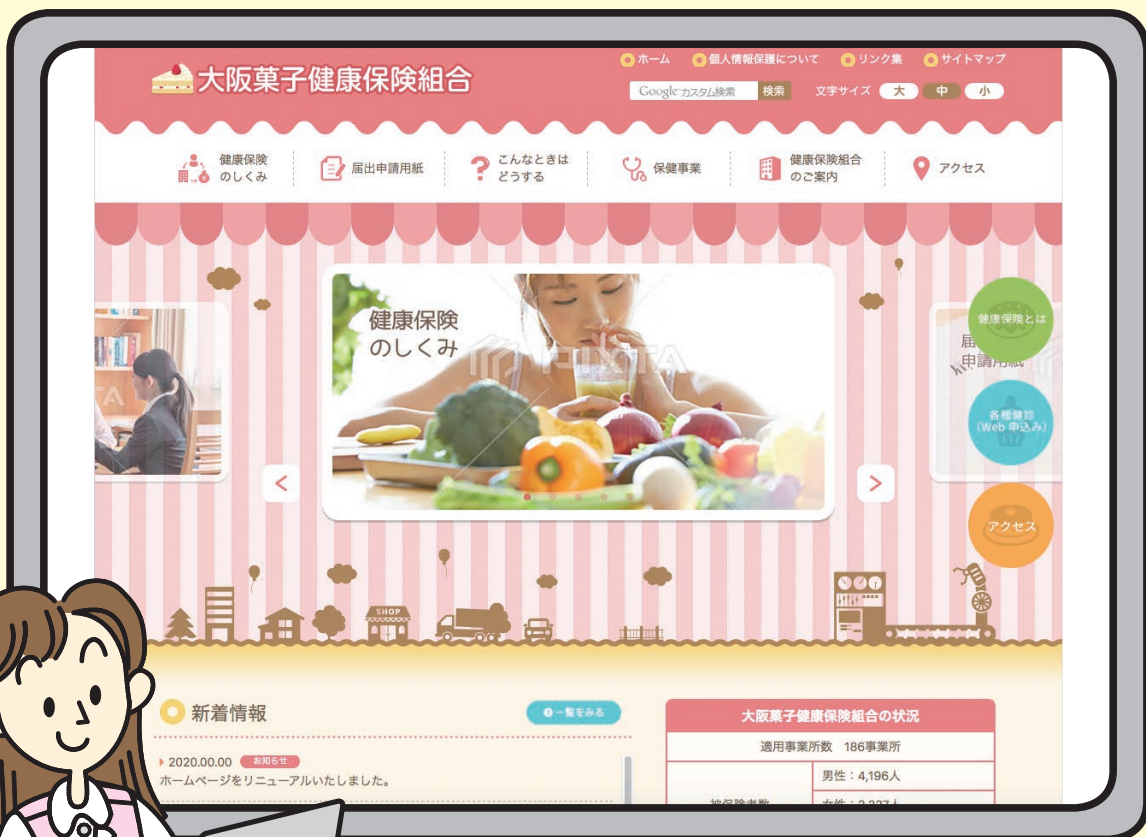 ホーム
個人情報保護について
リンク集
サイトマップ
大阪菓子健康保険組合
Google カスタム検索
検索
文字サイズ
大
中
小
健康保険
のしくみ
届出申請用紙
?
こんなときは
どうする
保健事業
健康保険組合
のご案内
アクセス
健康保険
のしくみ
PIXTA
健康保険とは
届
申請用紙
各種健診
(Web 申込み)
<
>
アクセス
SHOP
新着情報
一覧をみる
大阪菓子健康保険組合の状況
適用事業所数 186事業所
2020.00.00
お知らせ
ホームページをリニューアルいたしました。
男性：4,196人
被保険者数